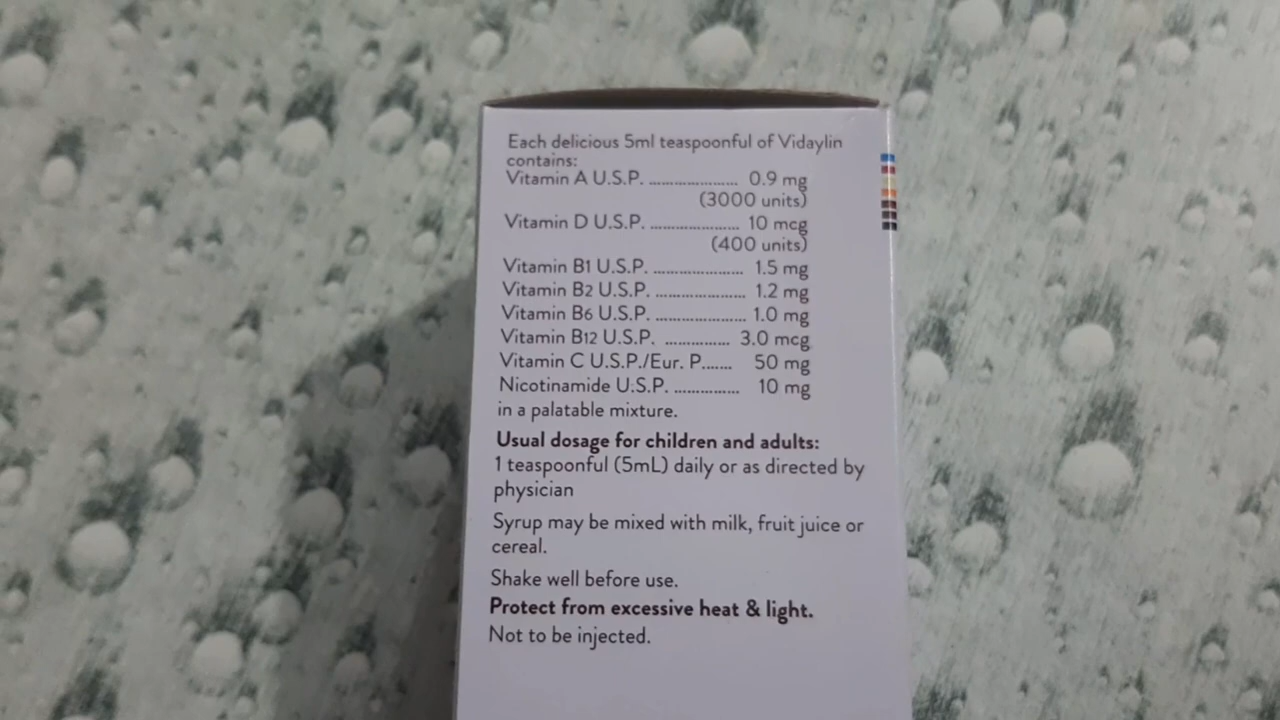 Each delicious 5ml teaspoonful of Vidaylin
contains:
Vitamin A U.S.P. ..................... 0.9 mg
(3000 units)
Vitamin D U.S.P. ..................... 10 mcg
(400 units)
Vitamin B1 U.S.P. ..................... 1.5 mg
Vitamin B2 U.S.P. ..................... 1.2 mg
Vitamin B6 U.S.P. ..................... 1.0 mg
Vitamin B12 U.S.P. ............... 3.0 mcg
Vitamin C U.S.P./Eur. P....... 50 mg
Nicotinamide U.S.P. ............... 10 mg
in a palatable mixture.
Usual dosage for children and adults:
1 teaspoonful (5mL) daily or as directed by
physician
Syrup may be mixed with milk, fruit juice or
cereal.
Shake well before use.
Protect from excessive heat & light.
Not to be injected.